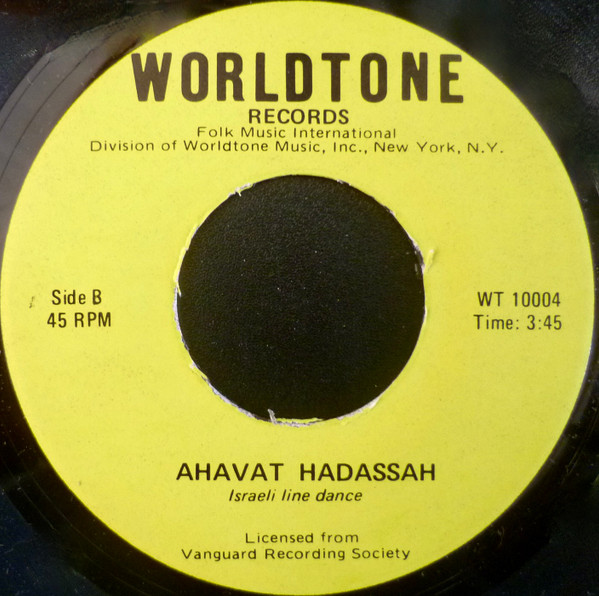 WORLDTONE
RECORDS
Folk Music International
Division of Worldtone Music, Inc., New York, N.Y.
Side B
45 RPM
WT 10004
Time: 3:45
AHAVAT HADASSAH
Israeli line dance
Licensed from
Vanguard Recording Society